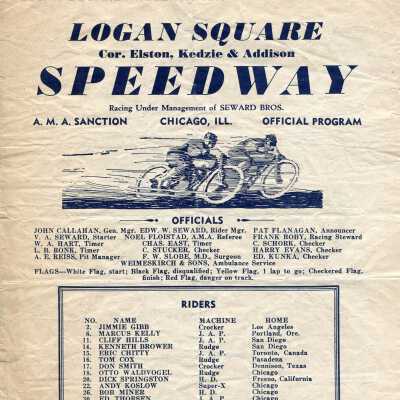 LOGAN SQUARE
Cor. Elston, Kedzie & Addison
SPEEDWAY
Racing Under Management of SEWARD BROS.
A. M. A. SANCTION CHICAGO, ILL. OFFICIAL PROGRAM
OFFICIALS
JOHN CALLAHAN, Gen. Mgr. EDW. W. SEWARD, Rider Mgr. PAT FLANAGAN, Announcer
V. A. SEWARD, Starter NOEL FLOISTAD, A.M.A. Referee FRANK ROBY, Racing Steward
W. A. HART, Timer CHAS. EAST, Timer C. SCHORK, Checker
L. B. RONK, Timer C. STUCKER, Checker HARRY EVANS, Checker
A. E. REISS, Pit Manager F. W. SLOBE, M.D., Surgeon ED. KUNKA, Checker
WEIMESKIRCH & SONS, Ambulance Service
FLAGS—White Flag, start; Black Flag, disqualified; Yellow Flag, 1 lap to go; Checkered Flag,
finish; Red Flag, danger on track.
RIDERS
NO. NAME MACHINE HOME
2. JIMMIE GIBB Crocker Los Angeles
8. MARCUS KELLY J. A. P. Portland, Ore.
11. CLIFF HILLS J. A. P. San Diego
14. KENNETH BROWER Rudge San Diego
15. ERIC CHITTY J. A. P. Toronto, Canada
16. TOM COX Rudge Pasadena
17. DON SMITH Crocker Dennison, Texas
18. OTTO WALDVOGEL Rudge Chicago
20. DICK SPRINGSTON H. D. Fresno, California
22. ANDY KOSLOW Super-X Chicago
26. BOB MINER H. D. Chicago
30. ED THORSEN J. A. P. Chicago